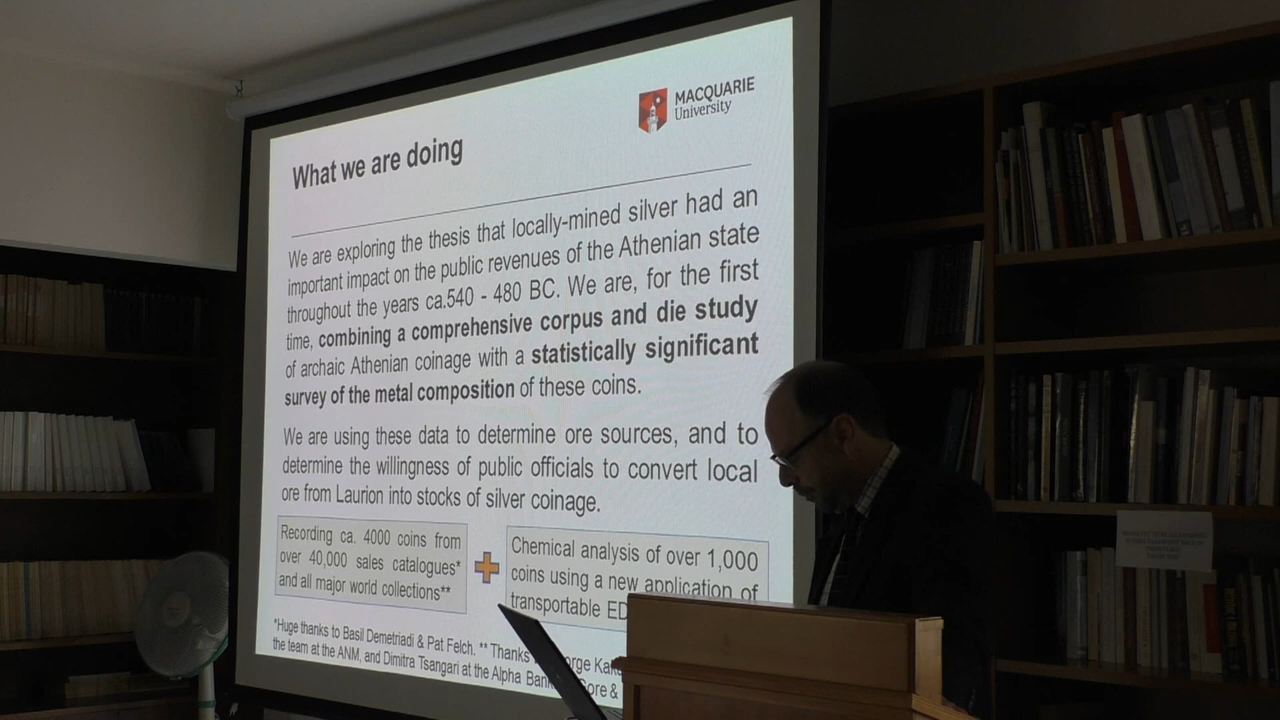 MACQUARIE
University
What we are doing
We are exploring the thesis that locally-mined silver had an
important impact on the public revenues of the Athenian state
throughout the years ca.540 - 480 BC. We are, for the first
time, combining a comprehensive corpus and die study
of archaic Athenian coinage with a statistically significant
survey of the metal composition of these coins.
We are using these data to determine ore sources, and to
determine the willingness of public officials to convert local
ore from Laurion into stocks of silver coinage.
Recording ca. 4000 coins from
over 40,000 sales catalogues*
and all major world collections**
Chemical analysis of over 1,000
coins using a new application of
transportable ED
*Huge thanks to Basil Demetriadi & Pat Felch. ** Thanks
the team at the ANM, and Dimitra Tsangari at the Alpha Bank